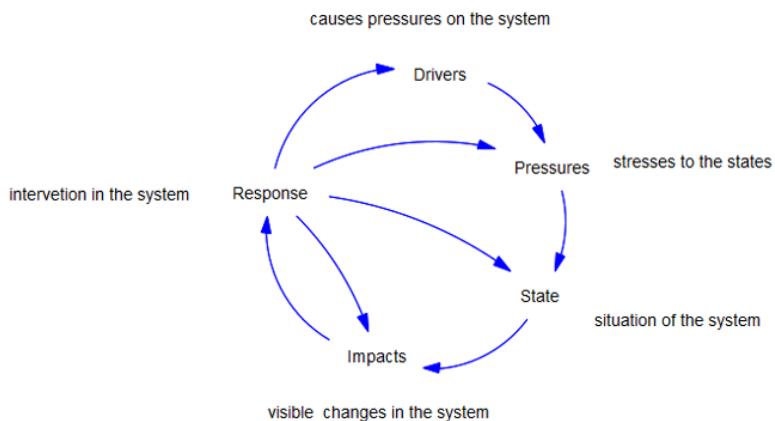 causes pressures on the system
Drivers
Pressures
stresses to the states
intervetion in the system
Response
State
situation of the system
Impacts
visible changes in the system